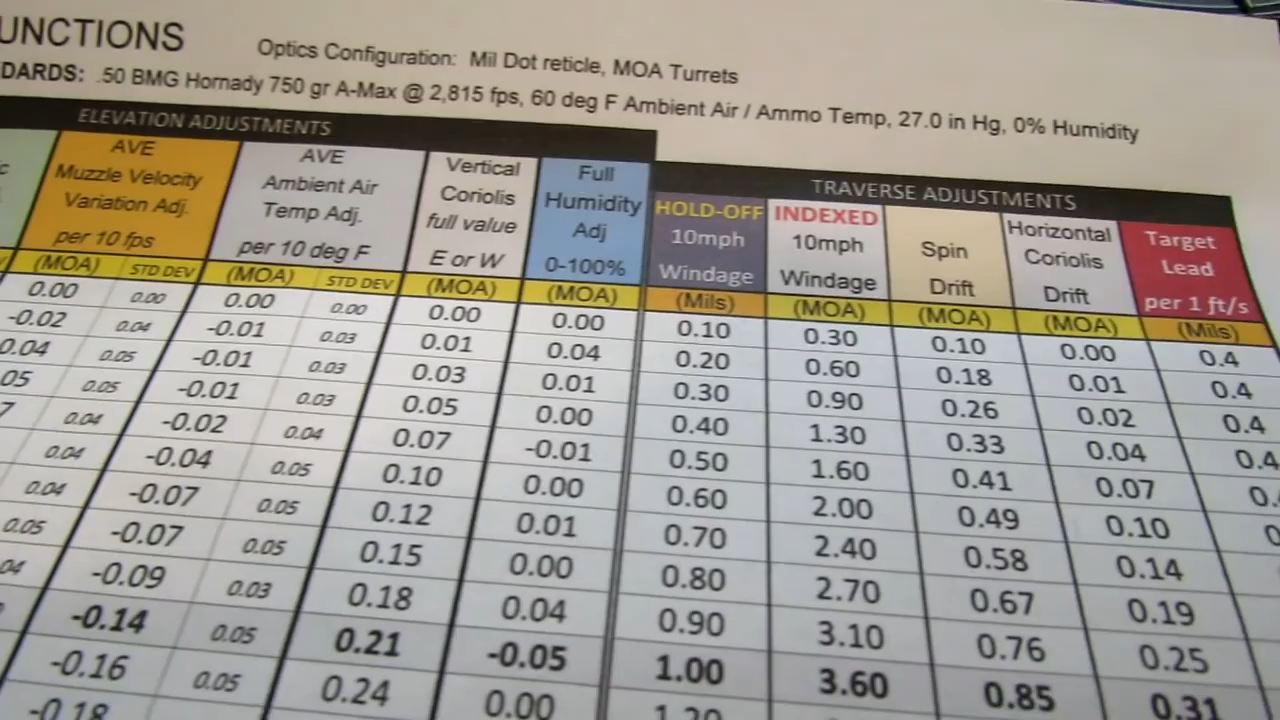 UNCTIONS
Optics Configuration: Mil Dot reticle, MOA Turrets
DARDS: .50 BMG Hornady 750 gr A-Max @ 2,815 fps, 60 deg F Ambient Air / Ammo Temp, 27.0 in Hg, 0% Humidity
ELEVATION ADJUSTMENTS
TRAVERSE ADJUSTMENTS
c
AVE
Muzzle Velocity
Variation Adj.
per 10 fps
AVE
Ambient Air
Temp Adj.
per 10 deg F
Vertical
Coriolis
full value
E or W
Full
Humidity
Adj
0-100%
HOLD-OFF
10mph
Windage
INDEXED
10mph
Windage
Spin
Drift
Horizontal
Coriolis
Drift
Target
Lead
per 1 ft/s
(MOA) STD DEV (MOA) STD DEV (MOA) (MOA) (Mils) (MOA) (MOA) (MOA) (Mils)
0.00 0.00 0.00 0.00 0.00 0.00 0.10 0.30 0.10 0.00 0.4
-0.02 0.04 -0.01 0.03 0.01 0.04 0.20 0.60 0.18 0.01 0.4
0.04 0.05 -0.01 0.03 0.03 0.01 0.30 0.90 0.26 0.02 0.4
05 0.05 -0.01 0.03 0.05 0.00 0.40 1.30 0.33 0.04 0.4
7 0.04 -0.02 0.04 0.07 -0.01 0.50 1.60 0.41 0.07 0.
0.04 -0.04 0.05 0.10 0.00 0.60 2.00 0.49 0.10 0
0.04 -0.07 0.05 0.12 0.01 0.70 2.40 0.58 0.14
0.05 -0.07 0.05 0.15 0.00 0.80 2.70 0.67 0.19
04 -0.09 0.03 0.18 0.04 0.90 3.10 0.76 0.25
-0.14 0.05 0.21 -0.05 1.00 3.60 0.85 0.31
-0.16 0.05 0.24 0.00 1.20
-0.18